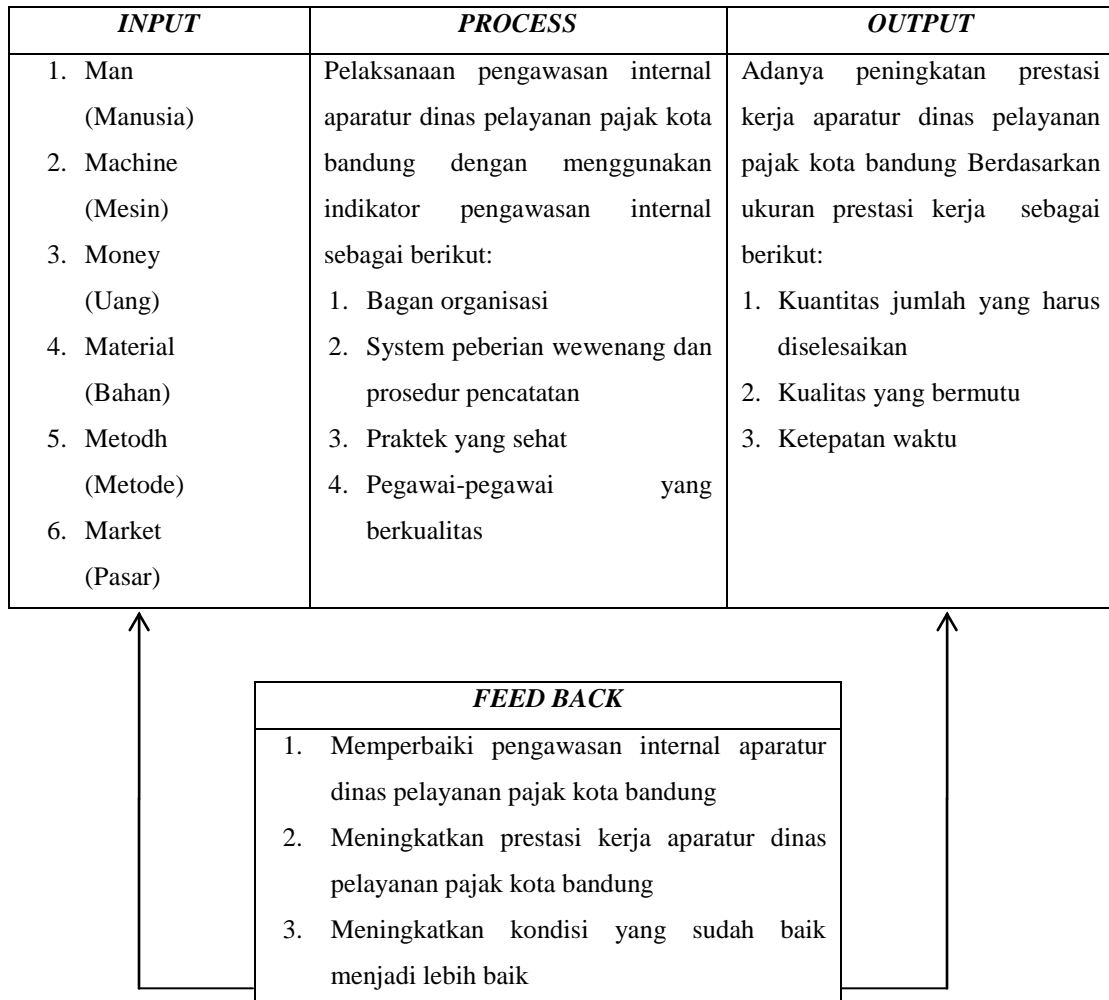 INPUT
PROCESS
OUTPUT
1. Man
(Manusia)
2. Machine
(Mesin)
3. Money
(Uang)
4. Material
(Bahan)
5. Metodh
(Metode)
6. Market
(Pasar)
Pelaksanaan pengawasan internal
aparatur dinas pelayanan pajak kota
bandung dengan menggunakan
indikator pengawasan internal
sebagai berikut:
1. Bagan organisasi
2. System peberian wewenang dan
prosedur pencatatan
3. Praktek yang sehat
4. Pegawai-pegawai yang
berkualitas
Adanya peningkatan prestasi
kerja aparatur dinas pelayanan
pajak kota bandung Berdasarkan
ukuran prestasi kerja sebagai
berikut:
1. Kuantitas jumlah yang harus
diselesaikan
2. Kualitas yang bermutu
3. Ketepatan waktu
FEED BACK
1. Memperbaiki pengawasan internal aparatur
dinas pelayanan pajak kota bandung
2. Meningkatkan prestasi kerja aparatur dinas
pelayanan pajak kota bandung
3. Meningkatkan kondisi yang sudah baik
menjadi lebih baik